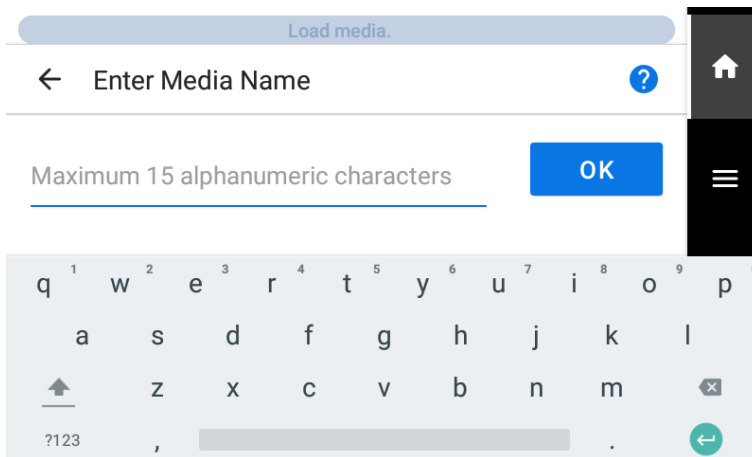 Load media.
Enter Media Name ?
Maximum 15 alphanumeric characters OK
q 1 w 2 e 3 r 4 t 5 y 6 u 7 i 8 o 9 p
a s d f g h j k l
z x c v b n m
?123 , .